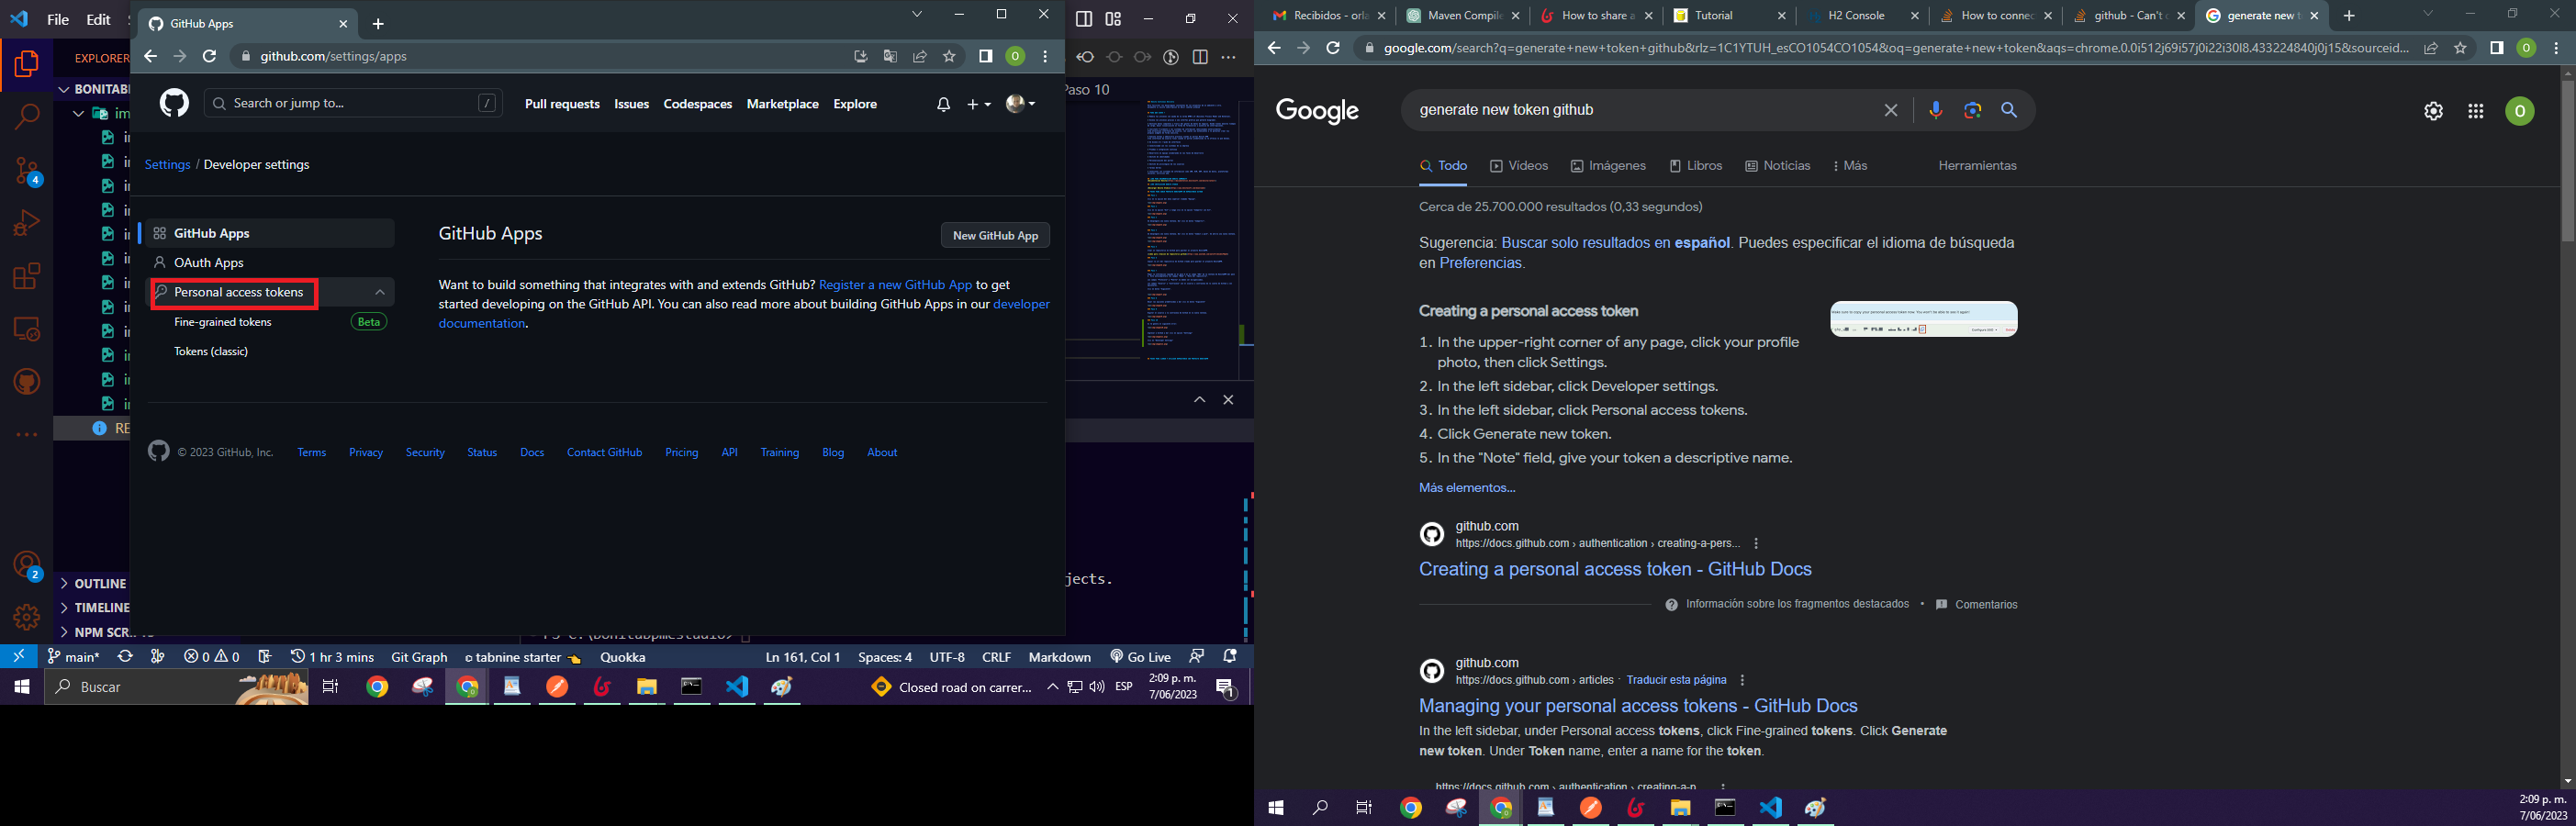 File Edit
GitHub Apps
github.com/settings/apps
EXPLORER
BONITAB
Paso 10
Search or jump to... /
Pull requests Issues Codespaces Marketplace Explore
Settings / Developer settings
GitHub Apps
OAuth Apps
Personal access tokens
Fine-grained tokens Beta
Tokens (classic)
GitHub Apps
New GitHub App
Want to build something that integrates with and extends GitHub? Register a new GitHub App to get
started developing on the GitHub API. You can also read more about building GitHub Apps in our developer
documentation.
© 2023 GitHub, Inc. Terms Privacy Security Status Docs Contact GitHub Pricing API Training Blog About
4
RE
2
OUTLINE
TIMELINE
NPM SCRIPTS
jects.
main* 0 0 1 hr 3 mins Git Graph tabnine starter Quokka Ln 161, Col 1 Spaces: 4 UTF-8 CRLF Markdown Go Live
Buscar
Closed road on carrer...
ESP
2:09 p. m.
7/06/2023
1
Recibidos - orla
Maven Compile
How to share a
Tutorial
H2 Console
How to connec
github - Can't
generate new t
google.com/search?q=generate+new+token+github&rlz=1C1YTUH_esCO1054CO1054&oq=generate+new+token&aqs=chrome.0.0i512j69i57j0i22i30l8.433224840j0j15&sourceid...
Google
generate new token github
Todo Vídeos Imágenes Libros Noticias Más Herramientas
Cerca de 25.700.000 resultados (0,33 segundos)
Sugerencia: Buscar solo resultados en español. Puedes especificar el idioma de búsqueda
en Preferencias.
Creating a personal access token
1. In the upper-right corner of any page, click your profile
photo, then click Settings.
2. In the left sidebar, click Developer settings.
3. In the left sidebar, click Personal access tokens.
4. Click Generate new token.
5. In the "Note" field, give your token a descriptive name.
Más elementos...
github.com
https://docs.github.com › authentication › creating-a-pers...
Creating a personal access token - GitHub Docs
Información sobre los fragmentos destacados • Comentarios
github.com
https://docs.github.com › articles · Traducir esta página
Managing your personal access tokens - GitHub Docs
In the left sidebar, under Personal access tokens, click Fine-grained tokens. Click Generate
new token. Under Token name, enter a name for the token.
https://docs.github.com › authentication › creating-a-p...
2:09 p. m.
7/06/2023